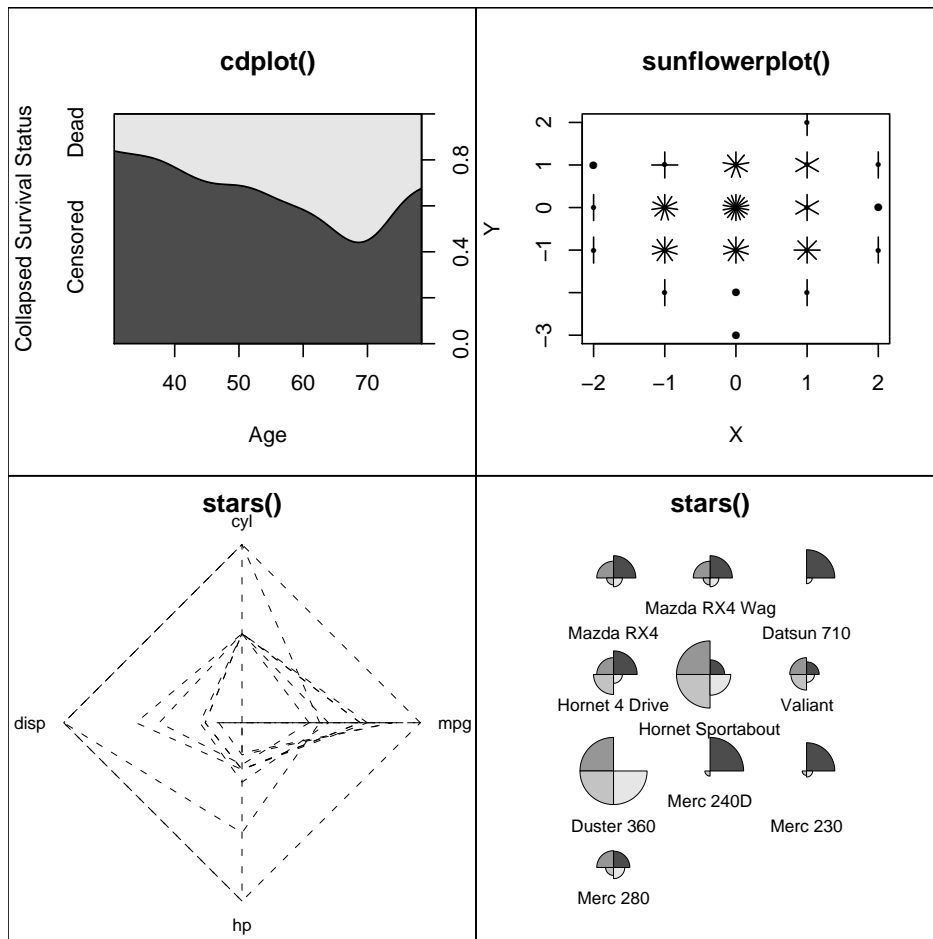 cdplot()
Collapsed Survival Status
Censored Dead
0.0 0.4 0.8
40 50 60 70
Age
sunflowerplot()
Y
2
1
0
−1
−3
−2 −1 0 1 2
X
stars()
cyl
disp
mpg
hp
stars()
Mazda RX4 Wag
Mazda RX4
Datsun 710
Hornet 4 Drive
Valiant
Hornet Sportabout
Merc 240D
Duster 360
Merc 230
Merc 280